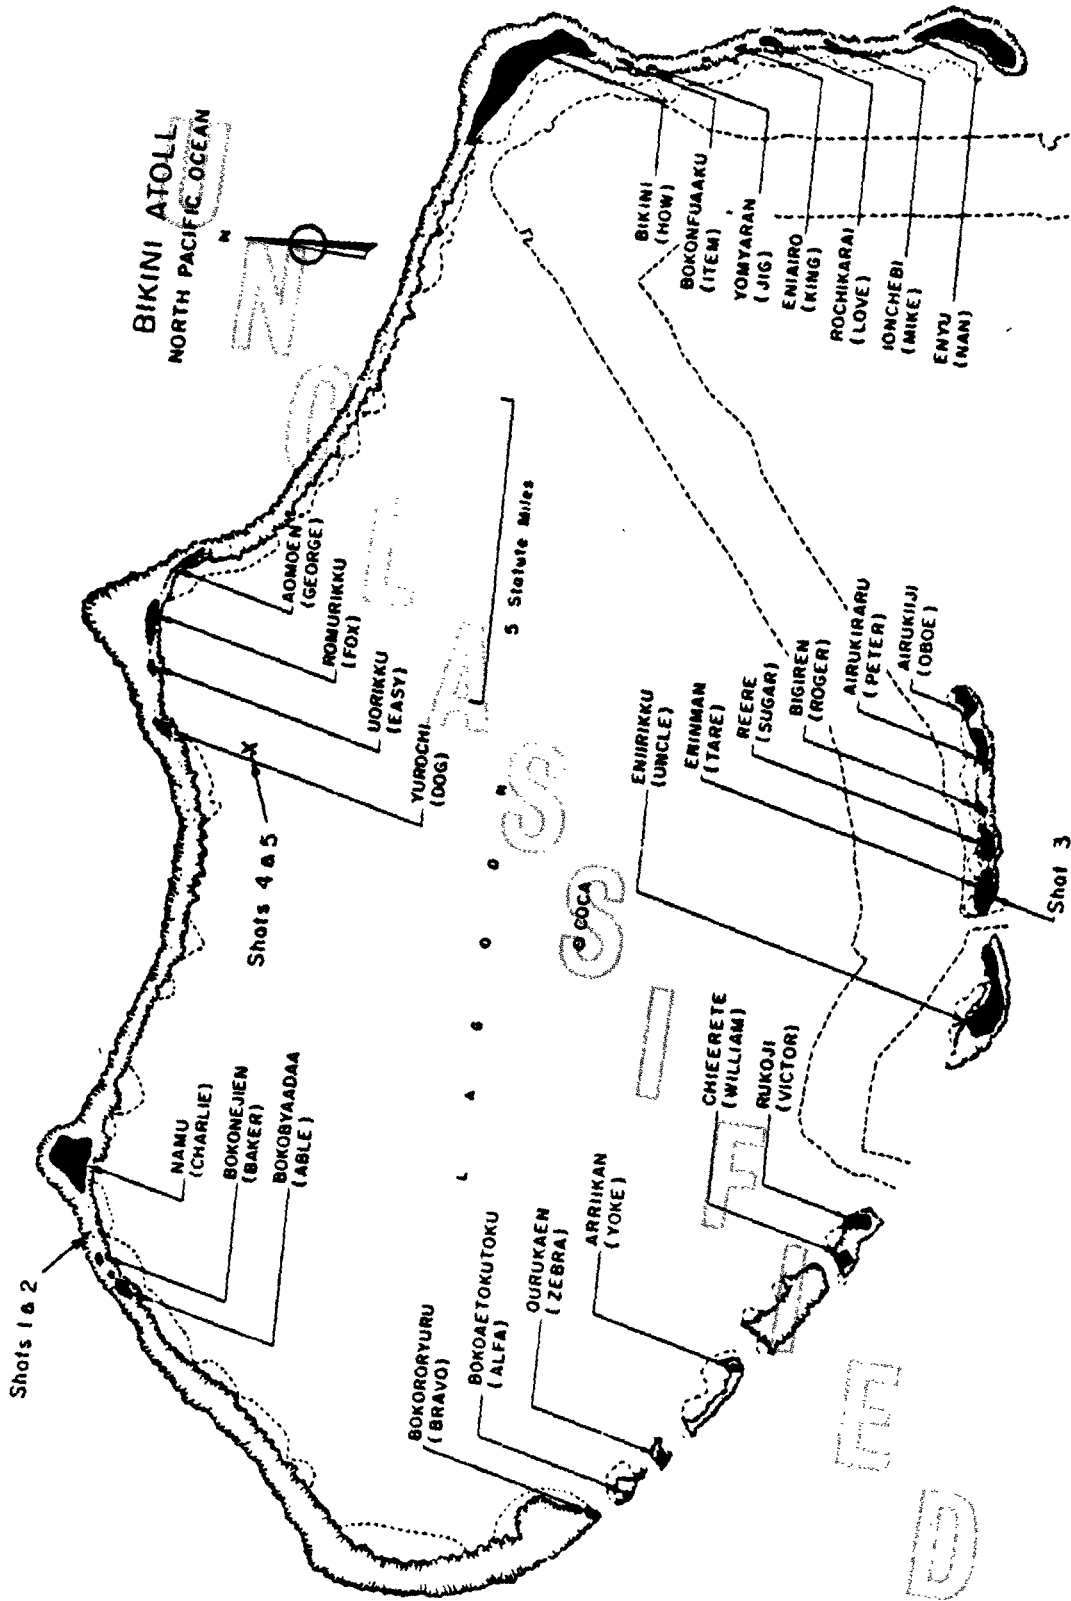 BIKINI ATOLL
NORTH PACIFIC OCEAN
N
BIKINI
(HOW)
BOKONFUAAKU
(ITEM)
YOMYARAN
(JIG)
ENIAIRO
(KING)
ROCHIKARAI
(LOVE)
IONCHEBI
(MIKE)
ENYU
(NAN)
AOMOEN
(GEORGE)
ROMURIKKU
(FOX)
UORIKKU
(EASY)
YUROCHI
(DOG)
5 Statute Miles
Shots 4 & 5
X
Shots 1 & 2
NAMU
(CHARLIE)
BOKONEJIEN
(BAKER)
BOKOBYAADAA
(ABLE)
LAGOON
COCA
ENIIRIKKU
(UNCLE)
ENINMAN
(TARE)
REERE
(SUGAR)
BIGIREN
(ROGER)
AIRUKIRARU
(PETER)
AIRUKIIJI
(OBOE)
Shot 3
CHIEERETE
(WILLIAM)
RUKOJI
(VICTOR)
ARRIIKAN
(YOKE)
OURUKAEN
(ZEBRA)
BOKOAETOKUTOKU
(ALFA)
BOKORORYURU
(BRAVO)
UNCLASSIFIED